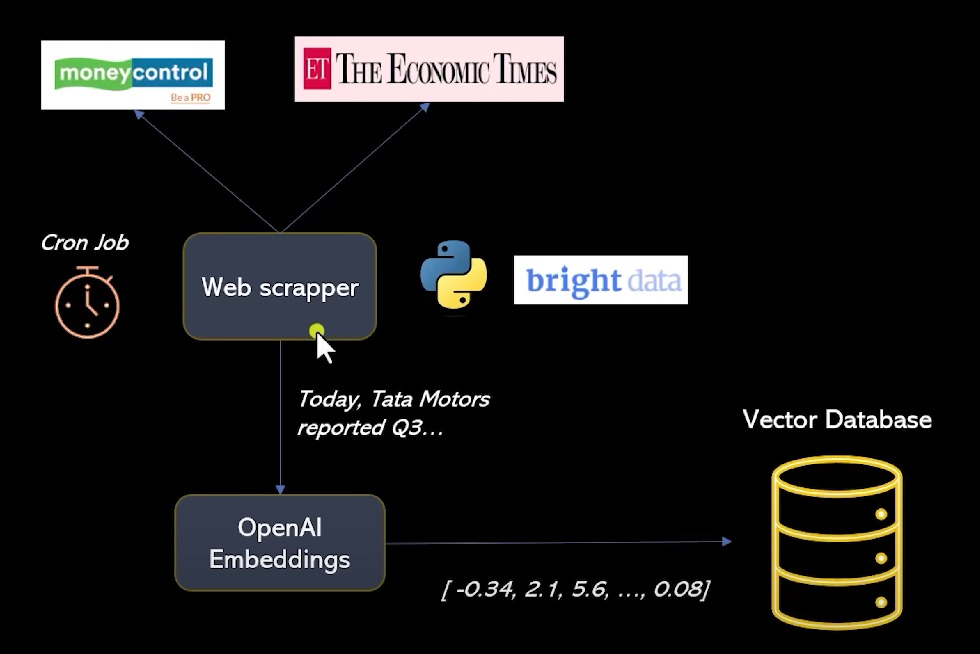 moneycontrol
Be a PRO
ET THE ECONOMIC TIMES
Cron Job
Web scrapper
bright data
Today, Tata Motors
reported Q3...
Vector Database
OpenAI
Embeddings
[ -0.34, 2.1, 5.6, ..., 0.08]